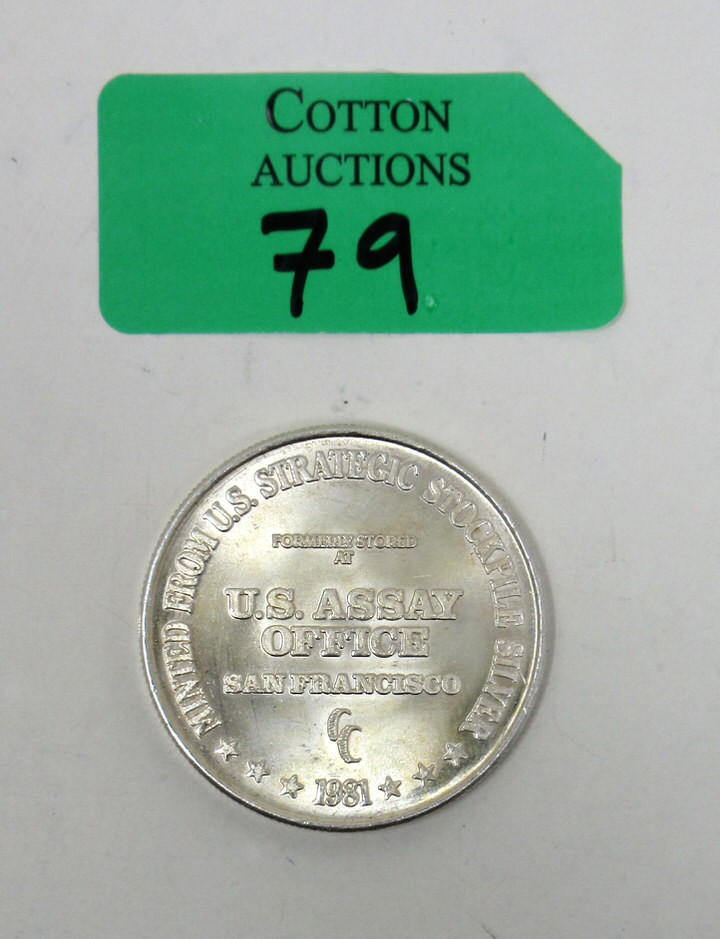 COTTON
AUCTIONS
79
MINTED FROM U.S. STRATEGIC STOCKPILE SILVER
FORMERLY STORED
AT
U.S. ASSAY
OFFICE
SAN FRANCISCO
CC
1981